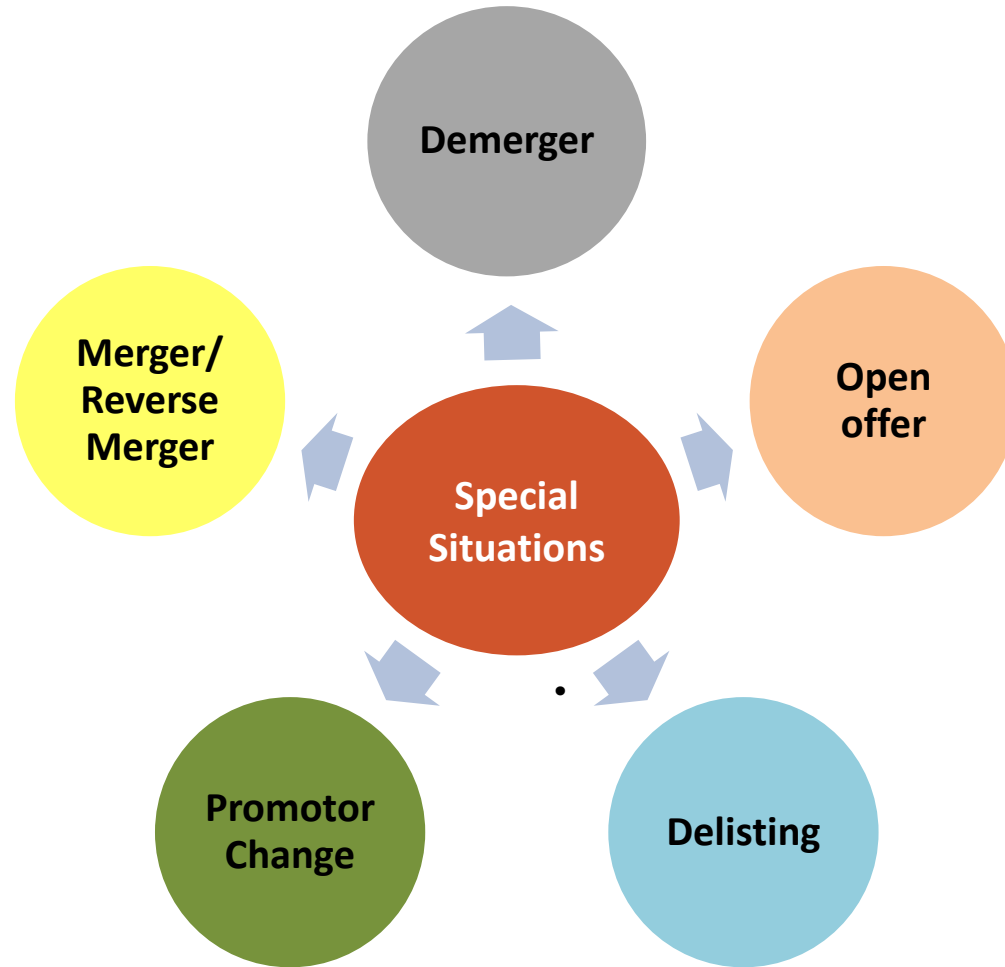 Demerger
Merger/
Reverse
Merger
Open
offer
Special
Situations
•
Promotor
Change
Delisting